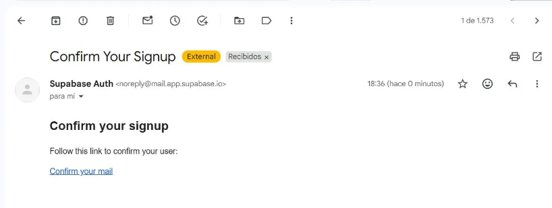 1 de 1.573
Confirm Your Signup External Recibidos x
Supabase Auth <noreply@mail.app.supabase.io> 18:36 (hace 0 minutos)
para mí
Confirm your signup
Follow this link to confirm your user:
Confirm your mail